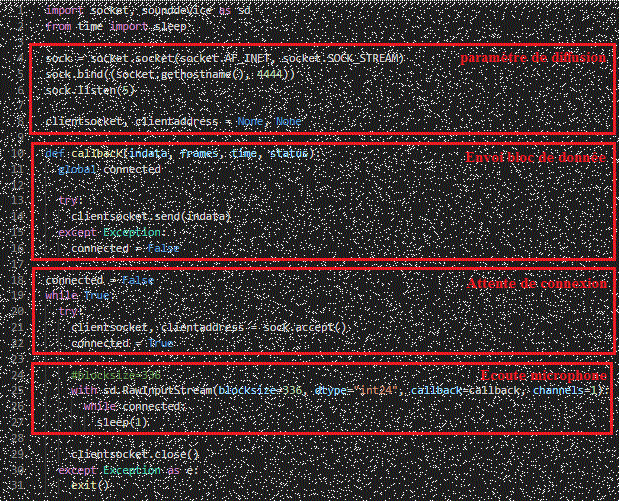 import socket, sounddevice as sd
from time import sleep
sock = socket.socket(socket.AF_INET, socket.SOCK_STREAM)
paramètre de diffusion
sock.bind((socket.gethostname(), 4444))
sock.listen(5)
clientsocket, clientaddress = None, None
def callback(indata, frames, time, status):
Envoi bloc de donnée
global connected
try:
clientsocket.send(indata)
except Exception:
connected = False
connected = False
Attente de connexion
while True:
try:
clientsocket, clientaddress = sock.accept()
connected = True
Ecoute microphone
with sd.RawInputStream(blocksize=336, dtype="int24", callback=callback, channels=1):
while connected:
sleep(1)
clientsocket.close()
except Exception as e:
exit()